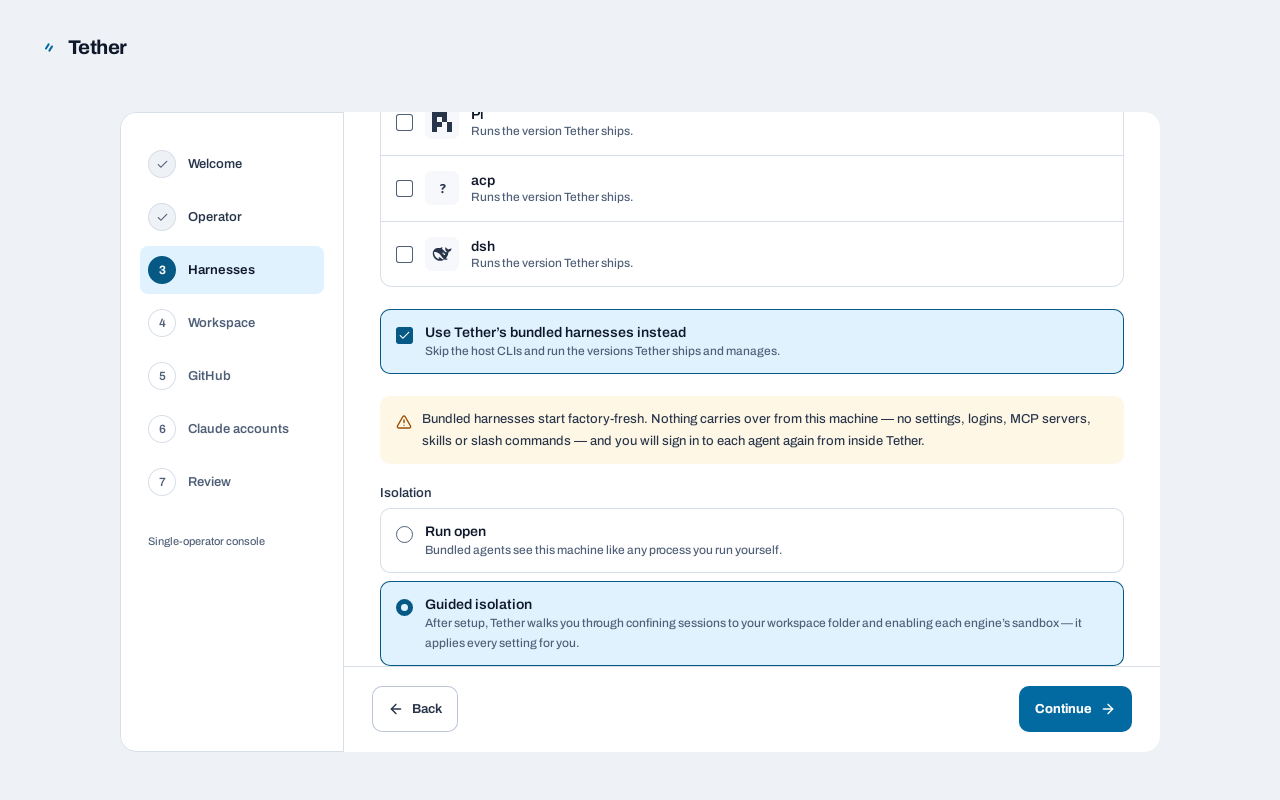 Tether
Welcome
Operator
3 Harnesses
4 Workspace
5 GitHub
6 Claude accounts
7 Review
Single-operator console
Pi
Runs the version Tether ships.
?
acp
Runs the version Tether ships.
dsh
Runs the version Tether ships.
Use Tether’s bundled harnesses instead
Skip the host CLIs and run the versions Tether ships and manages.
Bundled harnesses start factory-fresh. Nothing carries over from this machine — no settings, logins, MCP servers,
skills or slash commands — and you will sign in to each agent again from inside Tether.
Isolation
Run open
Bundled agents see this machine like any process you run yourself.
Guided isolation
After setup, Tether walks you through confining sessions to your workspace folder and enabling each engine’s sandbox — it
applies every setting for you.
Back
Continue